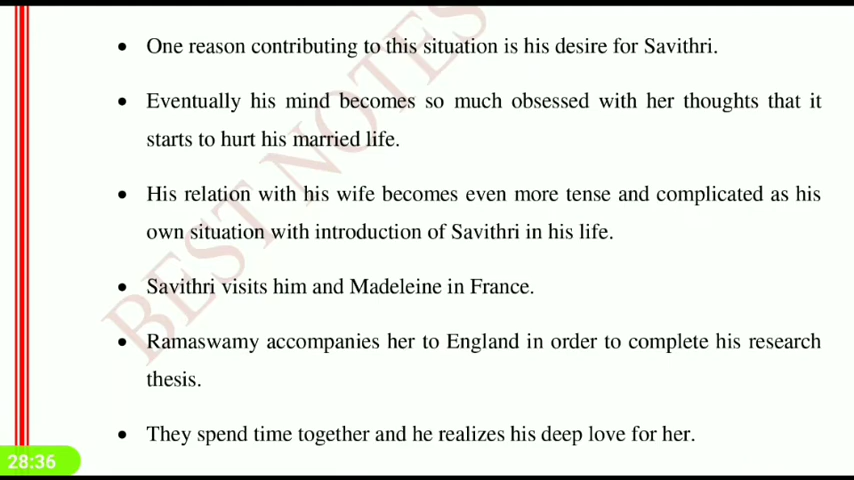 • One reason contributing to this situation is his desire for Savithri.
• Eventually his mind becomes so much obsessed with her thoughts that it
starts to hurt his married life.
• His relation with his wife becomes even more tense and complicated as his
own situation with introduction of Savithri in his life.
• Savithri visits him and Madeleine in France.
• Ramaswamy accompanies her to England in order to complete his research
thesis.
• They spend time together and he realizes his deep love for her.
BEST NOTES
28:36